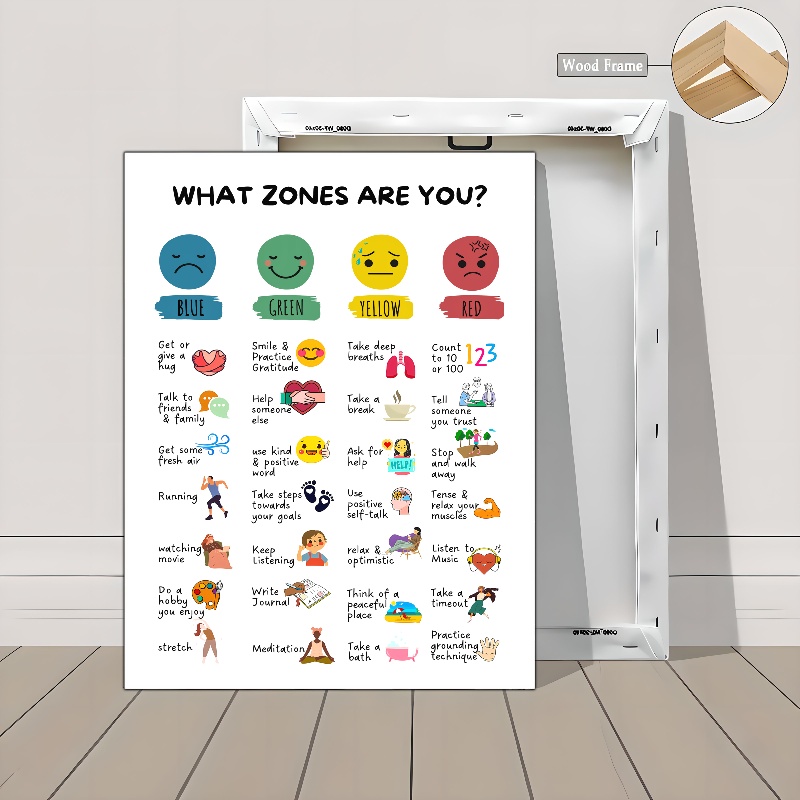 Wood Frame
WHAT ZONES ARE YOU?
BLUE
GREEN
YELLOW
RED
Get or
give a
hug
Smile &
Practice
Gratitude
Take deep
breaths
Count
to 10
or 100
123
Talk to
friends
& family
Help
someone
else
Take a
break
Tell
someone
you trust
Get some
fresh air
use kind
& positive
word
Ask for
help
HELP!
Stop
and walk
away
Running
Take steps
towards
your goals
Use
positive
self-talk
Tense &
relax your
muscles
watching
movie
Keep
Listening
relax &
optimistic
Listen to
Music
Do a
hobby
you enjoy
Write
Journal
Think of a
peaceful
place
Take a
timeout
stretch
Meditation
Take a
bath
Practice
grounding
technique